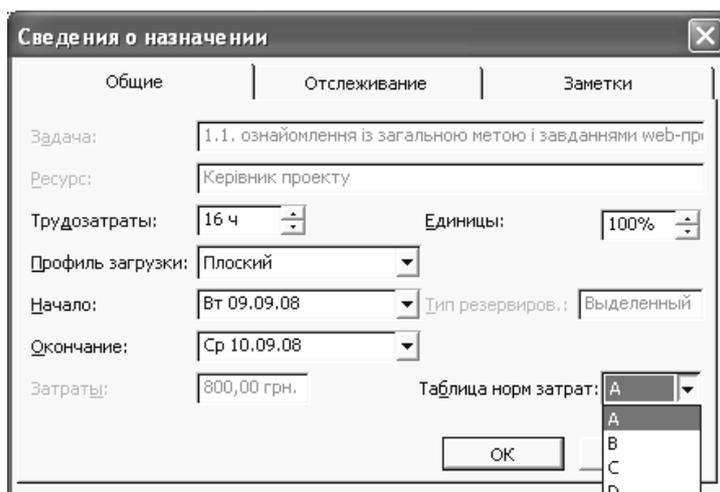 Сведения о назначении
Общие Отслеживание Заметки
Задача: 1.1. ознайомлення із загальною метою і завданнями web-про
Ресурс: Керівник проекту
Трудозатраты: 16 ч Единицы: 100%
Профиль загрузки: Плоский
Начало: Вт 09.09.08 Тип резервиров.: Выделенный
Окончание: Ср 10.09.08
Затраты: 800,00 грн. Таблица норм затрат: A
A
B
OK
C
D